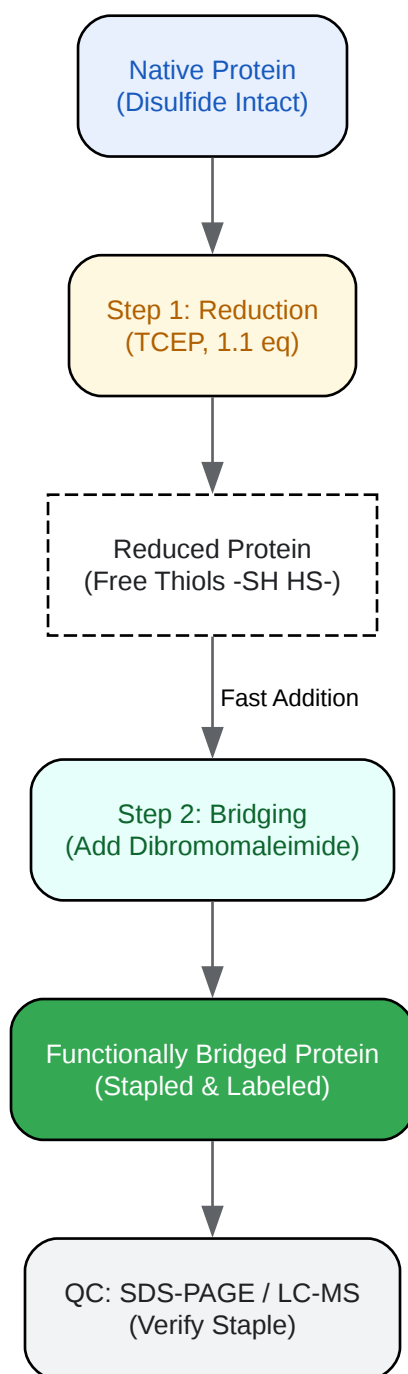 Native Protein
(Disulfide Intact)
Step 1: Reduction
(TCEP, 1.1 eq)
Reduced Protein
(Free Thiols -SH HS-)
Fast Addition
Step 2: Bridging
(Add Dibromomaleimide)
Functionally Bridged Protein
(Stapled & Labeled)
QC: SDS-PAGE / LC-MS
(Verify Staple)